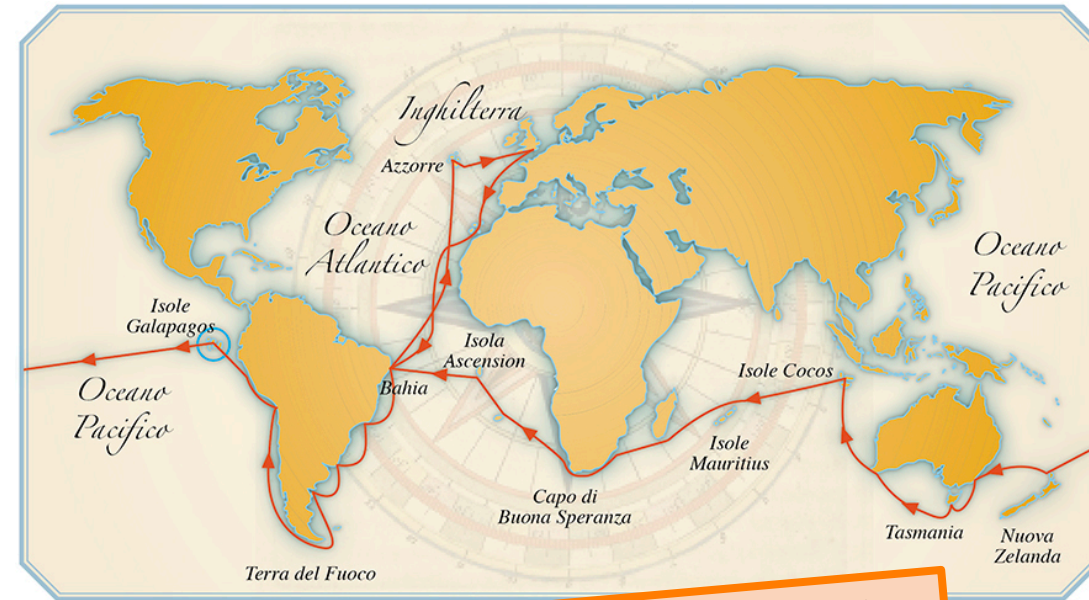 Inghilterra
Azzorre
Oceano
Atlantico
Oceano
Pacifico
Isole
Galapagos
Isola
Ascension
Isole Cocos
Bahia
Oceano
Pacifico
Isole
Mauritius
Capo di
Buona Speranza
Tasmania
Nuova
Zelanda
Terra del Fuoco